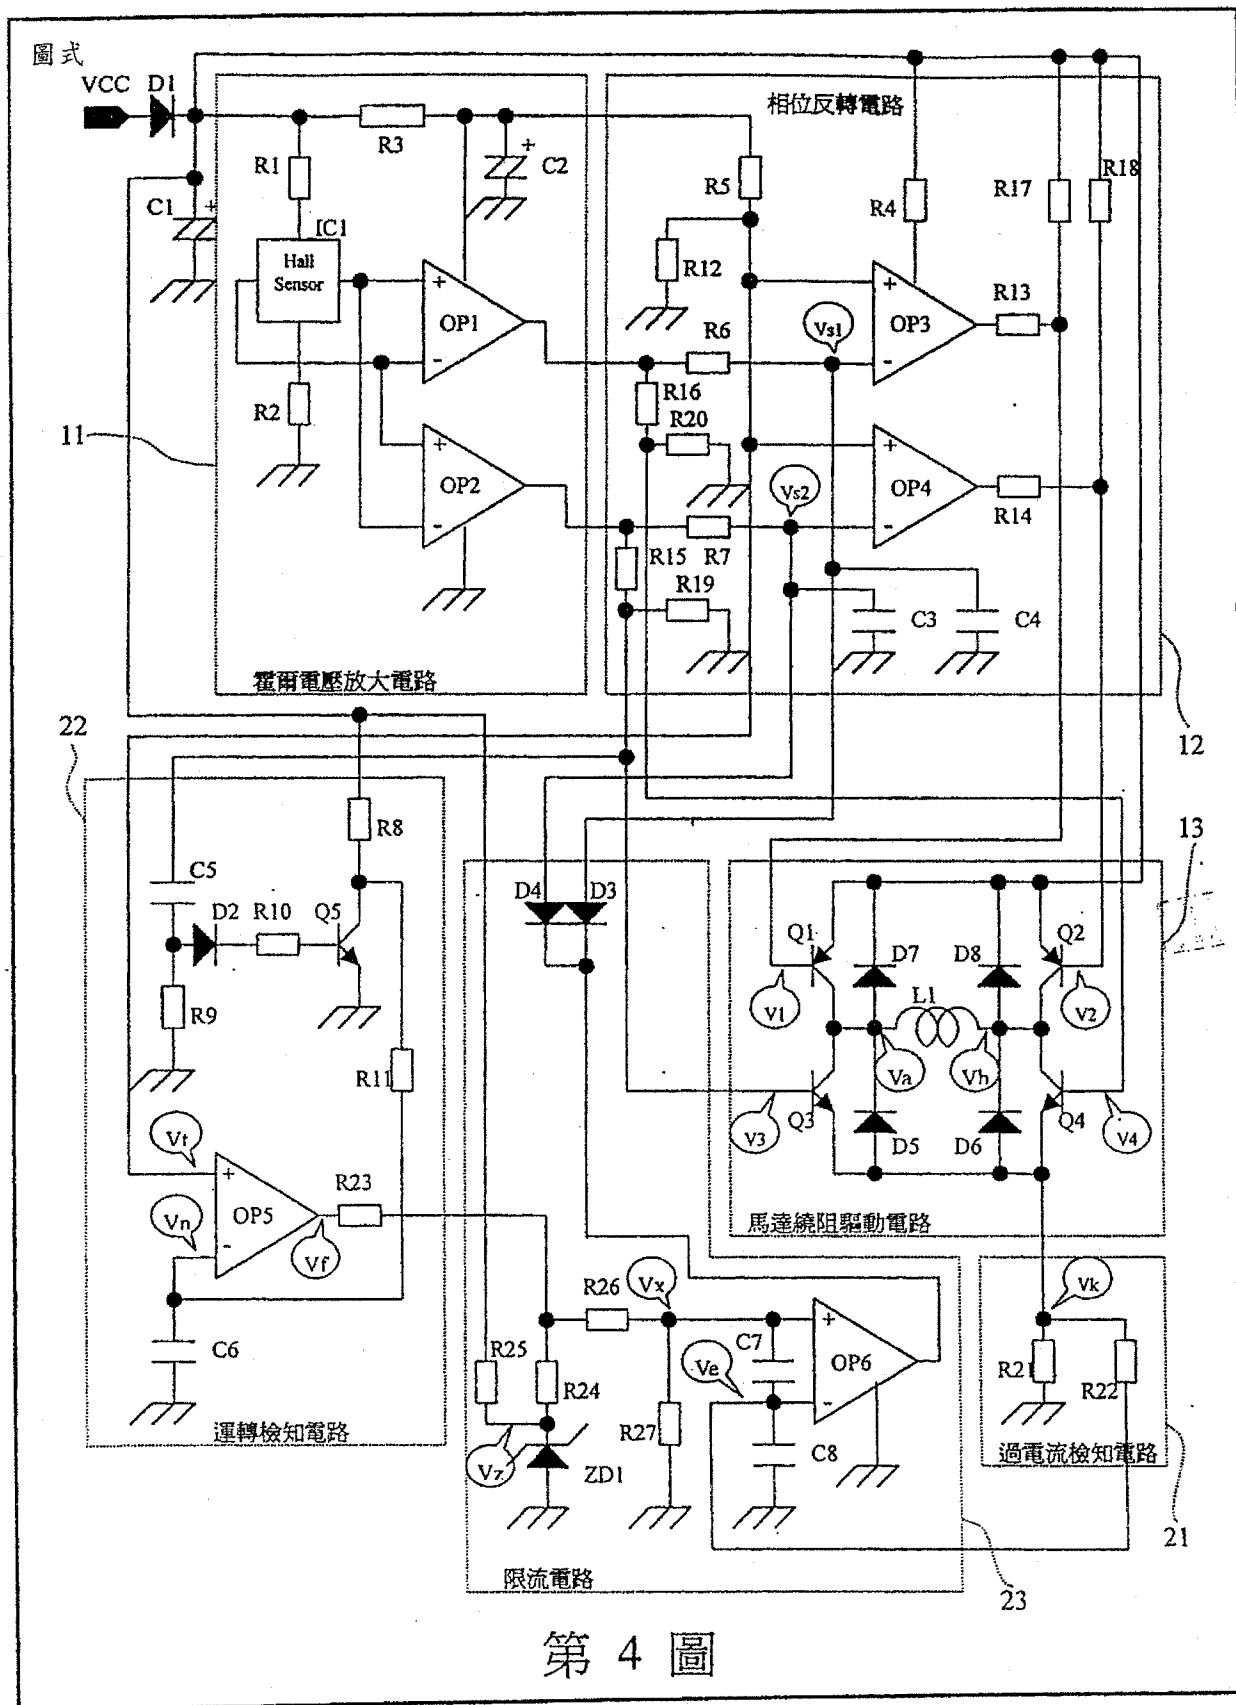 圖式
VCC
D1
相位反轉電路
R3
C2
R1
R5
R4
R17
R18
C1
+
+
IC1
Hall
Sensor
R12
+
OP1
-
+
OP3
-
R13
R6
Vs1
R2
R16
R20
11
+
OP2
-
Vs2
+
OP4
-
R14
R15
R7
R19
C3
C4
霍爾電壓放大電路
12
22
R8
13
C5
D2
R10
Q5
D4
D3
Q1
D7
D8
Q2
R9
V1
L1
V2
R11
Va
Vb
V3
Q3
D5
D6
Q4
V4
Vt
+
OP5
-
R23
Vn
Vf
馬達繞阻驅動電路
R26
Vx
Vk
C6
R25
R24
C7
+
OP6
-
Ve
R21
R22
R27
C8
運轉檢知電路
Vz
ZD1
過電流檢知電路
21
限流電路
23
第 4 圖